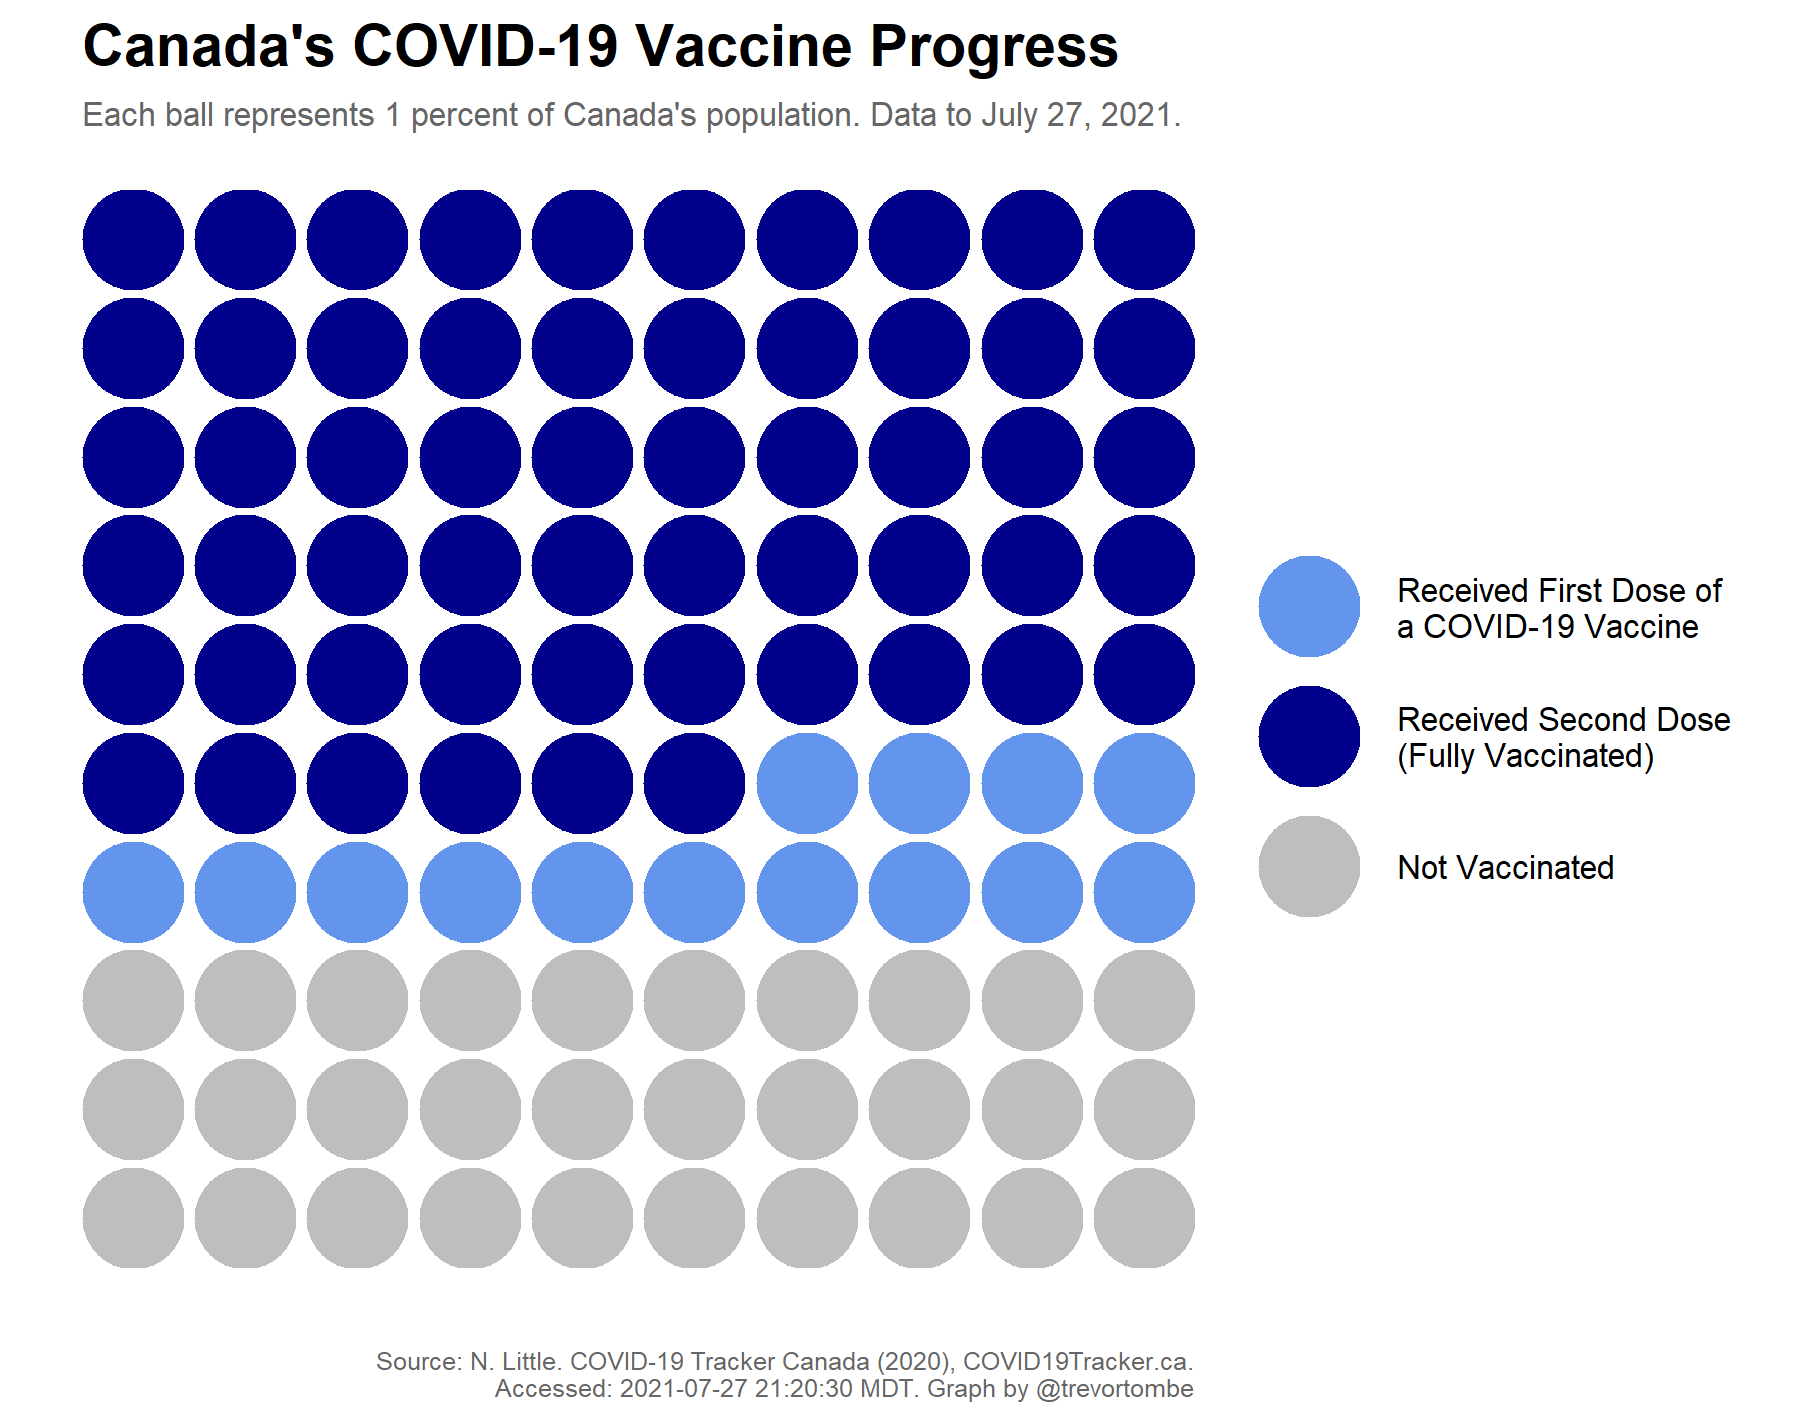 Canada's COVID-19 Vaccine Progress
Each ball represents 1 percent of Canada's population. Data to July 27, 2021.
Received First Dose of
a COVID-19 Vaccine
Received Second Dose
(Fully Vaccinated)
Not Vaccinated
Source: N. Little. COVID-19 Tracker Canada (2020), COVID19Tracker.ca.
Accessed: 2021-07-27 21:20:30 MDT. Graph by @trevortombe